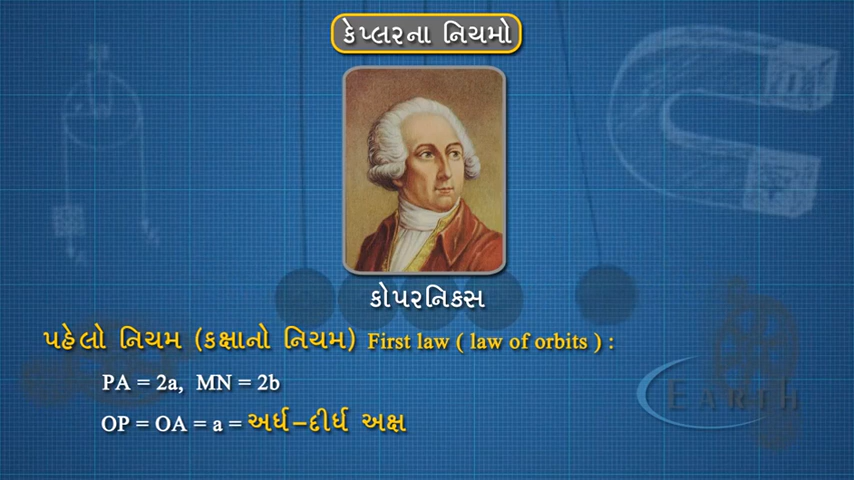 કેપ્લરના નિયમો
કોપરનિકસ
પહેલો નિયમ (કક્ષાનો નિયમ) First law ( law of orbits ) :
PA = 2a, MN = 2b
OP = OA = a = અર્ધ–દીર્ધ અક્ષ
EARTH